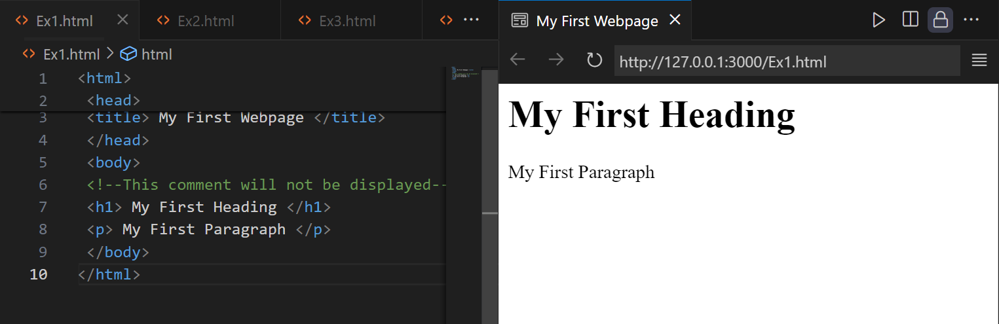 Ex1.html Ex2.html Ex3.html ...
Ex1.html > html
1 <html>
2 <head>
3 <title> My First Webpage </title>
4 </head>
5 <body>
6 <!--This comment will not be displayed--
7 <h1> My First Heading </h1>
8 <p> My First Paragraph </p>
9 </body>
10 </html>
My First Webpage
http://127.0.0.1:3000/Ex1.html
My First Heading
My First Paragraph